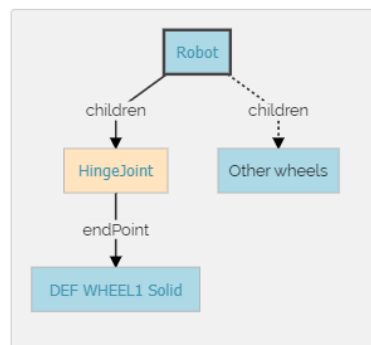 Robot
children
children
HingeJoint
Other wheels
endPoint
DEF WHEEL1 Solid